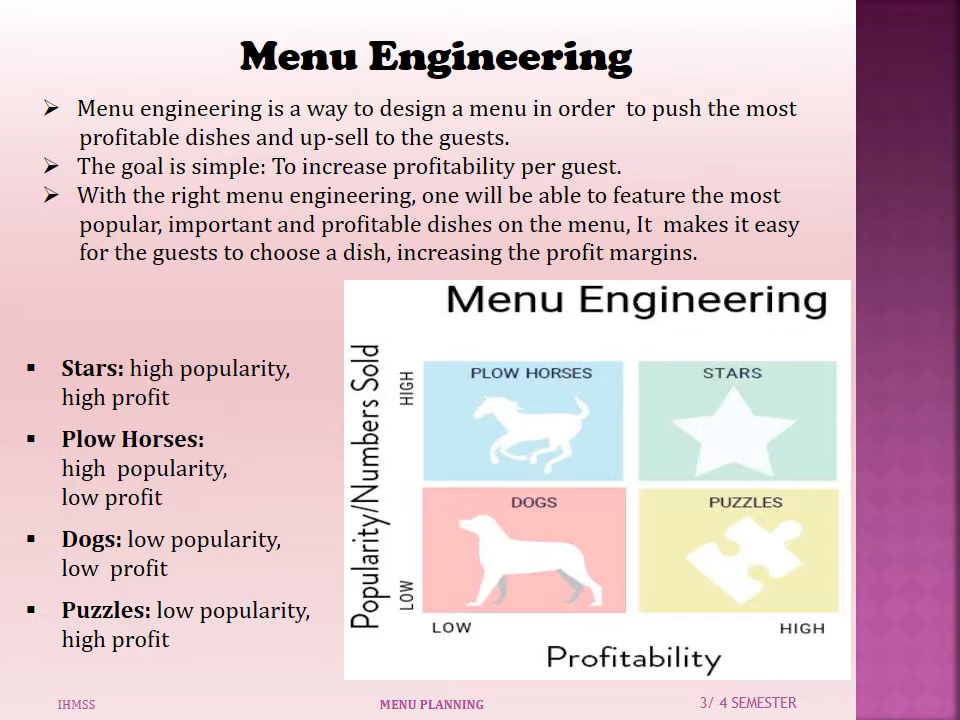 Menu Engineering
➢ Menu engineering is a way to design a menu in order  to push the most
profitable dishes and up-sell to the guests.
➢ The goal is simple: To increase profitability per guest.
➢ With the right menu engineering, one will be able to feature the most
popular, important and profitable dishes on the menu, It  makes it easy
for the guests to choose a dish, increasing the profit margins.
▪ Stars: high popularity,
high profit
▪ Plow Horses:
high  popularity,
low profit
▪ Dogs: low popularity,
low  profit
▪ Puzzles: low popularity,
high profit
Menu Engineering
Popularity/Numbers Sold
HIGH
LOW
PLOW HORSES
STARS
DOGS
PUZZLES
LOW
HIGH
Profitability
IHMSS
MENU PLANNING
3/ 4 SEMESTER